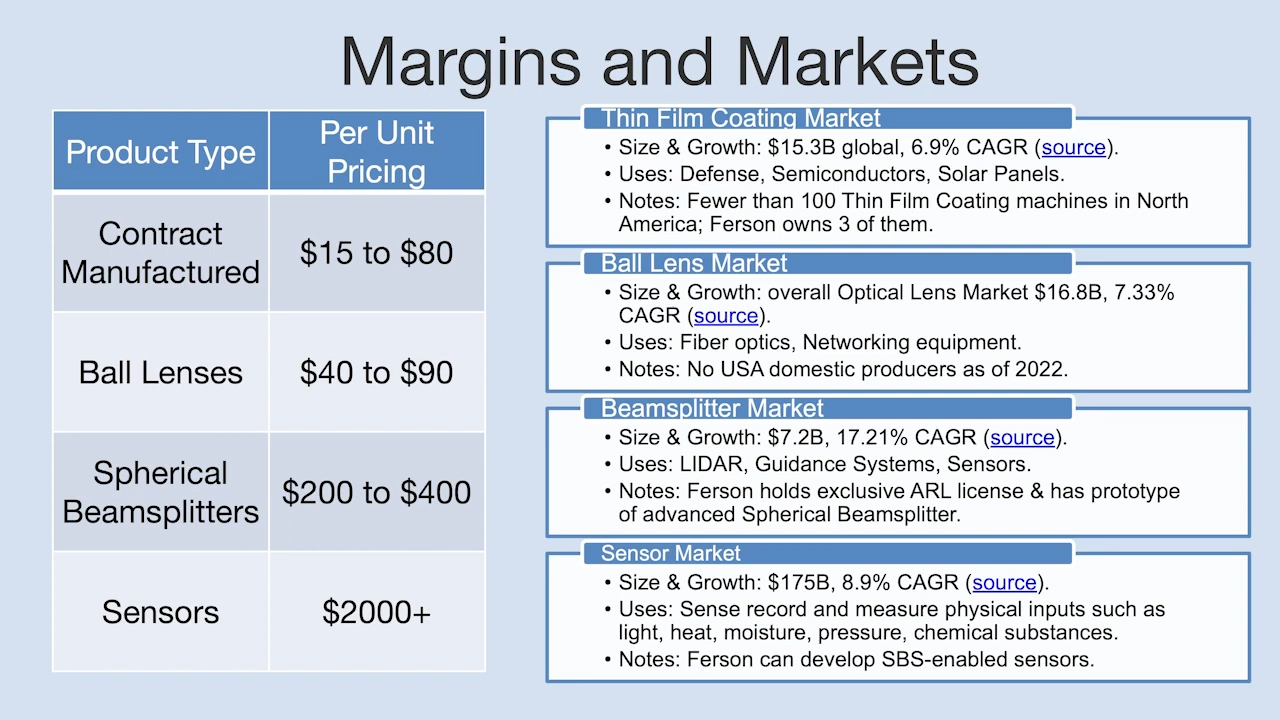 Margins and Markets
Product Type
Per Unit
Pricing
Contract
Manufactured
$15 to $80
Ball Lenses
$40 to $90
Spherical
Beamsplitters
$200 to $400
Sensors
$2000+
Thin Film Coating Market
• Size & Growth: $15.3B global, 6.9% CAGR (source).
• Uses: Defense, Semiconductors, Solar Panels.
• Notes: Fewer than 100 Thin Film Coating machines in North
America; Ferson owns 3 of them.
Ball Lens Market
• Size & Growth: overall Optical Lens Market $16.8B, 7.33%
CAGR (source).
• Uses: Fiber optics, Networking equipment.
• Notes: No USA domestic producers as of 2022.
Beamsplitter Market
• Size & Growth: $7.2B, 17.21% CAGR (source).
• Uses: LIDAR, Guidance Systems, Sensors.
• Notes: Ferson holds exclusive ARL license & has prototype
of advanced Spherical Beamsplitter.
Sensor Market
• Size & Growth: $175B, 8.9% CAGR (source).
• Uses: Sense record and measure physical inputs such as
light, heat, moisture, pressure, chemical substances.
• Notes: Ferson can develop SBS-enabled sensors.